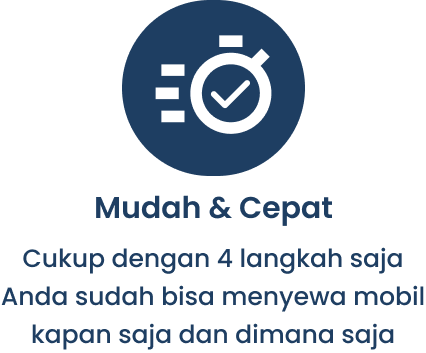 Mudah & Cepat
Cukup dengan 4 langkah saja
Anda sudah bisa menyewa mobil
kapan saja dan dimana saja